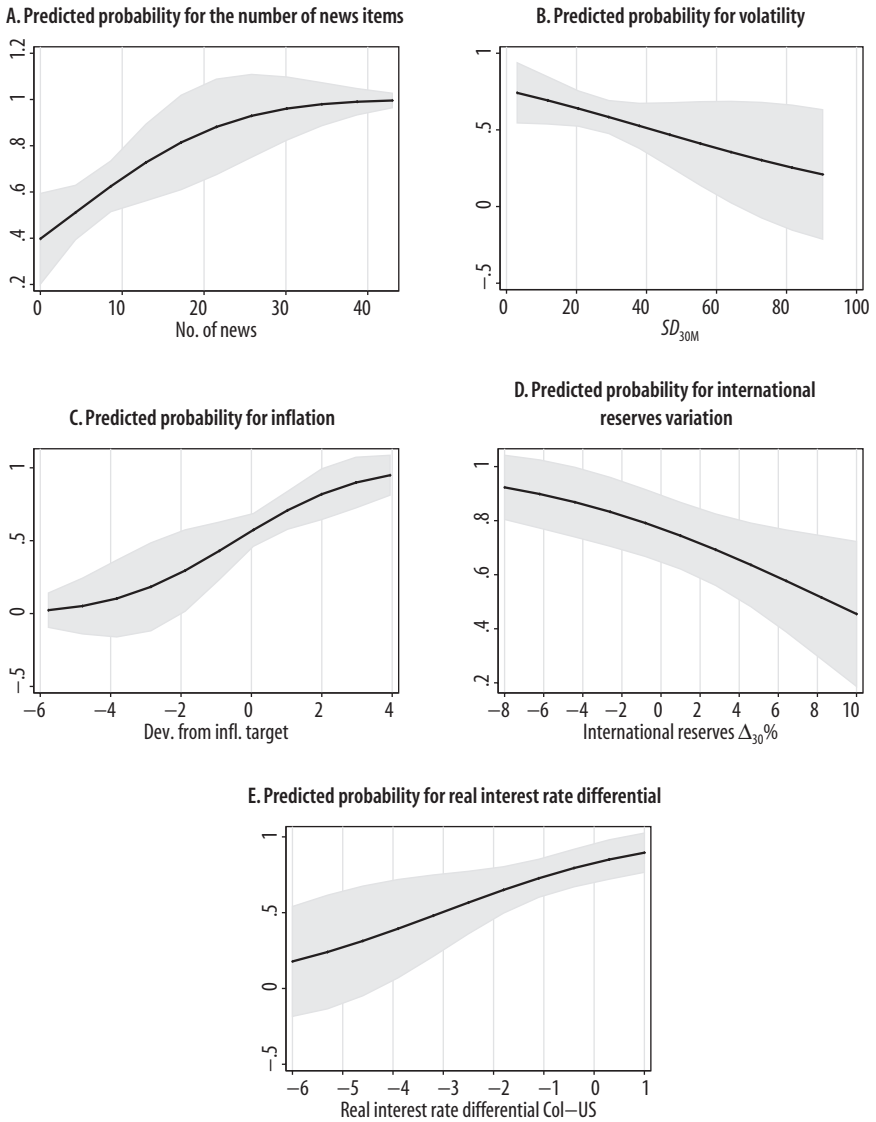 A. Predicted probability for the number of news items
1.2
1
.8
.6
.4
.2
0 10 20 30 40
No. of news
B. Predicted probability for volatility
1
.5
0
−.5
0 20 40 60 80 100
SD30M
C. Predicted probability for inflation
1
.5
0
−.5
−6 −4 −2 0 2 4
Dev. from infl. target
D. Predicted probability for international
reserves variation
1
.8
.6
.4
.2
−8 −6 −4 −2 0 2 4 6 8 10
International reserves Δ30%
E. Predicted probability for real interest rate differential
1
.5
0
−.5
−6 −5 −4 −3 −2 −1 0 1
Real interest rate differential Col−US